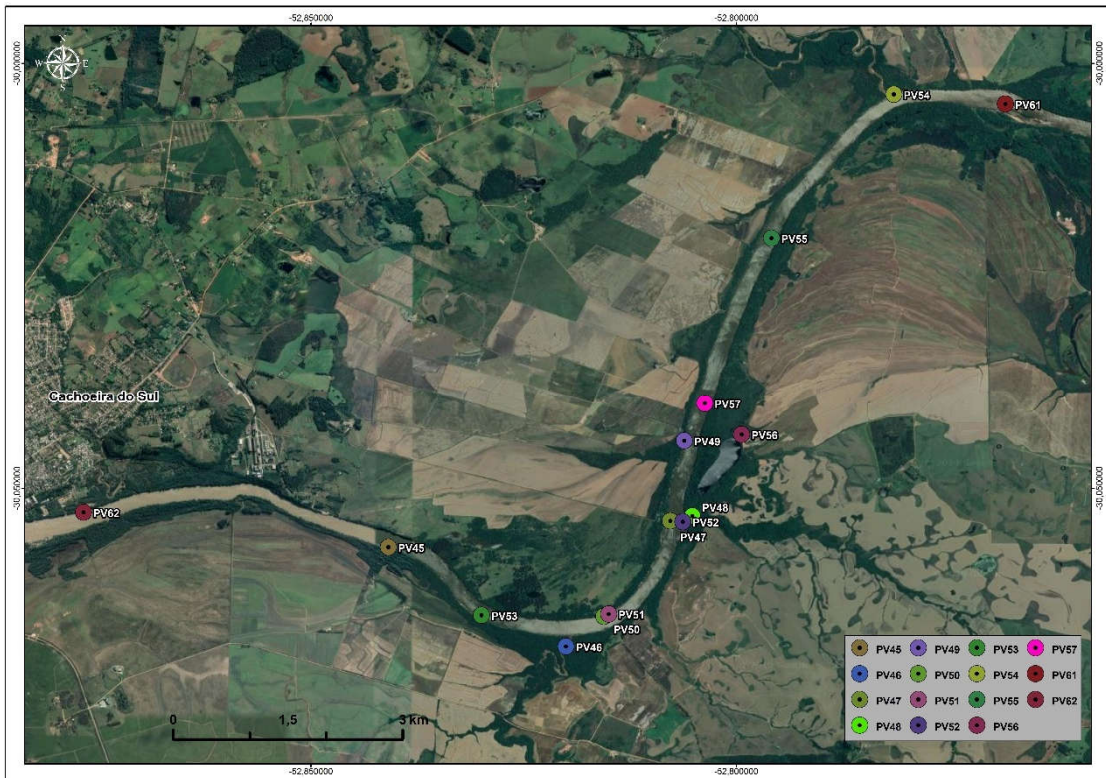 -52,850000
-52,800000
N
W E
S
-30,000000
-30,000000
PV54
PV61
PV55
Cachoeira do Sul
PV57
PV49
PV56
-30,050000
-30,050000
PV62
PV48
PV52
PV47
PV45
PV53
PV51
PV50
PV46
PV45 PV49 PV53 PV57
PV46 PV50 PV54 PV61
PV47 PV51 PV55 PV62
PV48 PV52 PV56
0 1,5 3 Km
-52,850000
-52,800000